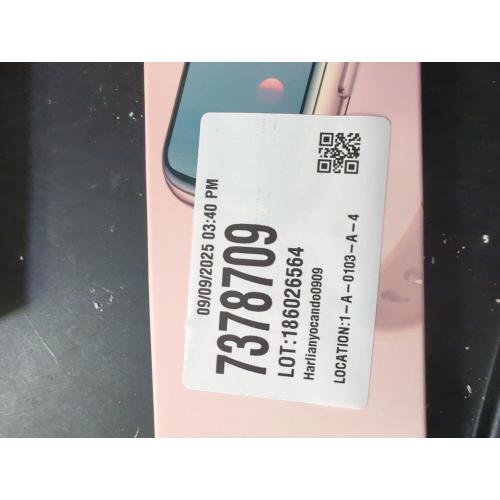 09/09/2025 03:40 PM
7378709
LOT:186026564
Harlianyocando0909
LOCATION:1-A-0103-A-4